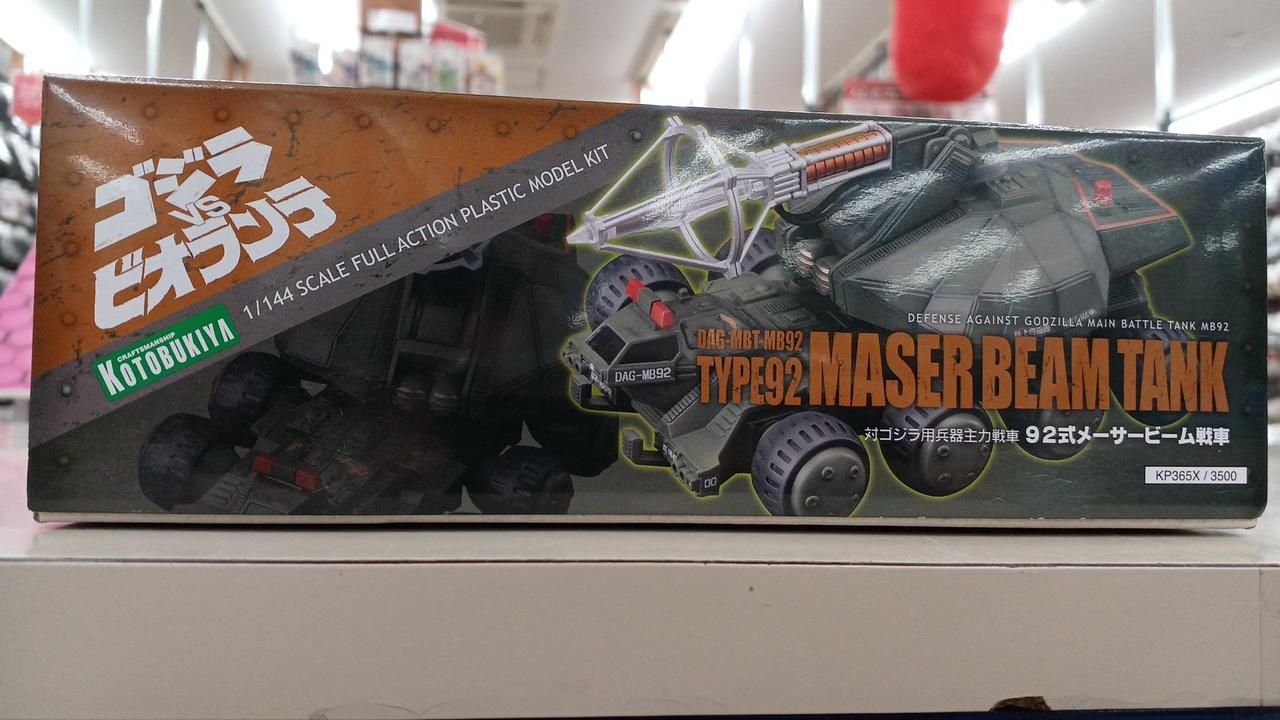 ゴジラ
VS
ビオランテ
CRAFTSMANSHIP
KOTOBUKIYA
1/144 SCALE FULL ACTION PLASTIC MODEL KIT
DAG-MB92
00
DEFENSE AGAINST GODZILLA MAIN BATTLE TANK MB92
DAG-MBT-MB92
TYPE92 MASER BEAM TANK
対ゴジラ用兵器主力戦車 92式メーサービーム戦車
KP365X / 3500